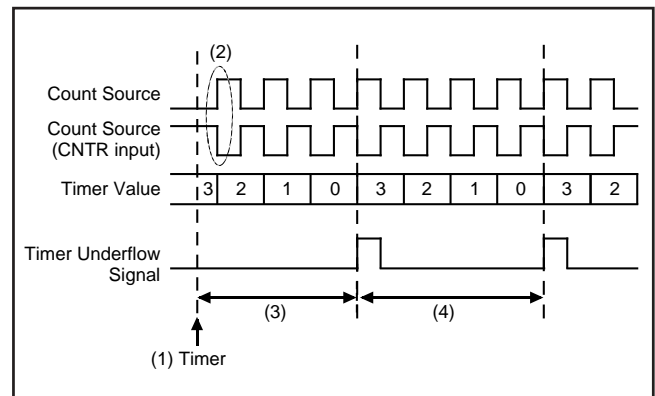 (2)
Count Source
Count Source
(CNTR input)
Timer Value 3 2 1 0 3 2 1 0 3 2
Timer Underflow
Signal
(3) (4)
(1) Timer